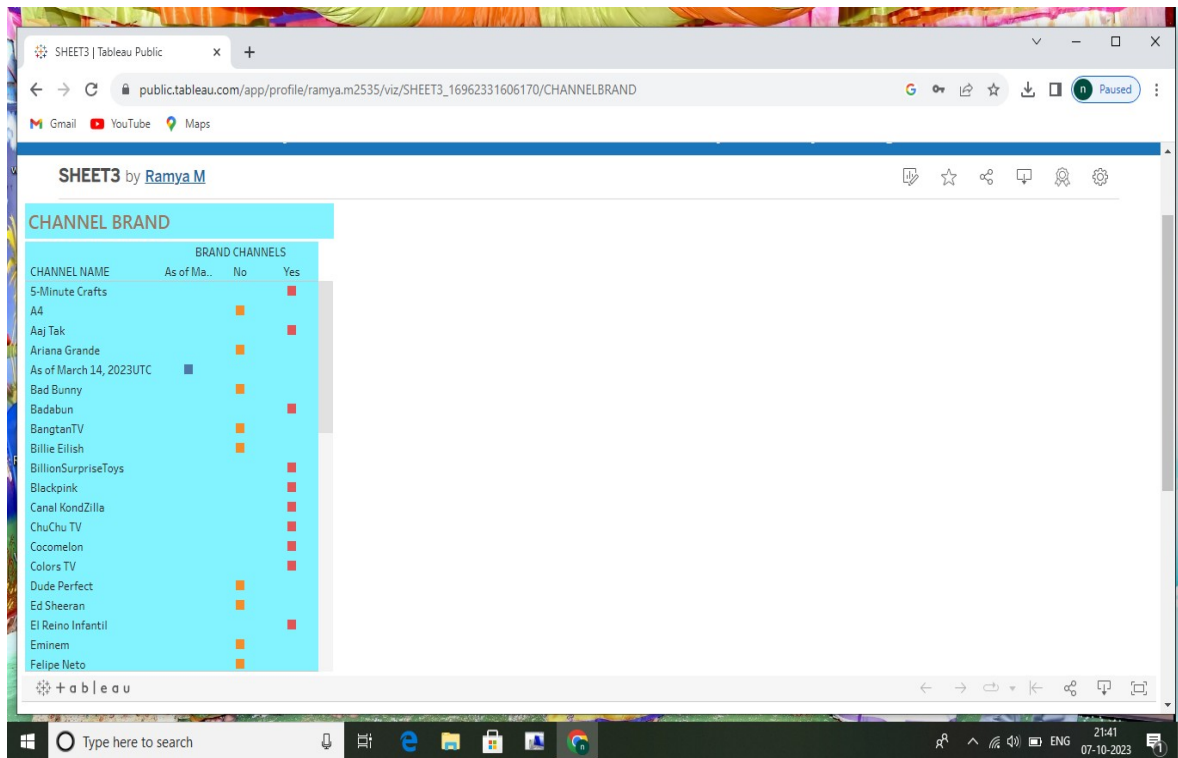 SHEET3 | Tableau Public
public.tableau.com/app/profile/ramya.m2535/viz/SHEET3_16962331606170/CHANNELBRAND
G
n Paused
Gmail YouTube Maps
SHEET3 by Ramya M
CHANNEL BRAND
BRAND CHANNELS
CHANNEL NAME As of Ma.. No Yes
5-Minute Crafts
A4
Aaj Tak
Ariana Grande
As of March 14, 2023UTC
Bad Bunny
Badabun
BangtanTV
Billie Eilish
BillionSurpriseToys
Blackpink
Canal KondZilla
ChuChu TV
Cocomelon
Colors TV
Dude Perfect
Ed Sheeran
El Reino Infantil
Eminem
Felipe Neto
+ableau
Type here to search
ENG
21:41
07-10-2023
1